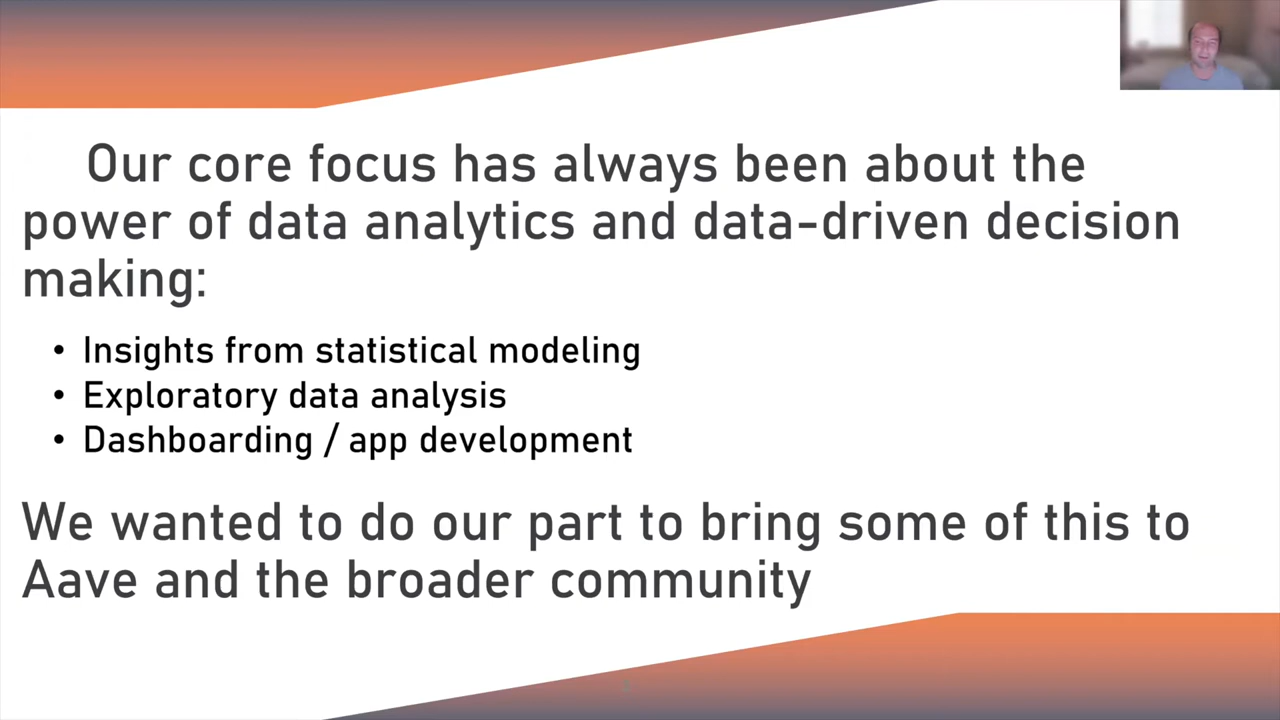 Our core focus has always been about the
power of data analytics and data-driven decision
making:
• Insights from statistical modeling
• Exploratory data analysis
• Dashboarding / app development
We wanted to do our part to bring some of this to
Aave and the broader community